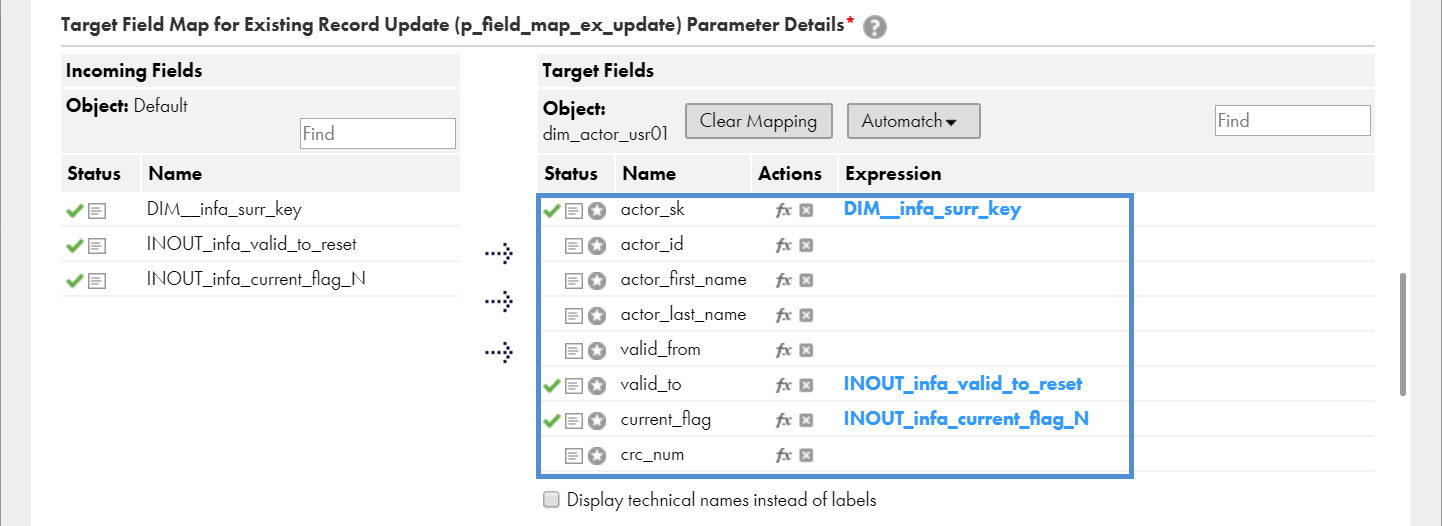 Target Field Map for Existing Record Update (p_field_map_ex_update) Parameter Details* ?
Incoming Fields
Object: Default
Find
Status Name
DIM__infa_surr_key
INOUT_infa_valid_to_reset
INOUT_infa_current_flag_N
Target Fields
Object:
dim_actor_usr01
Clear Mapping
Automatch
Find
Status Name Actions Expression
actor_sk fx DIM__infa_surr_key
actor_id fx
actor_first_name fx
actor_last_name fx
valid_from fx
valid_to fx INOUT_infa_valid_to_reset
current_flag fx INOUT_infa_current_flag_N
crc_num fx
Display technical names instead of labels